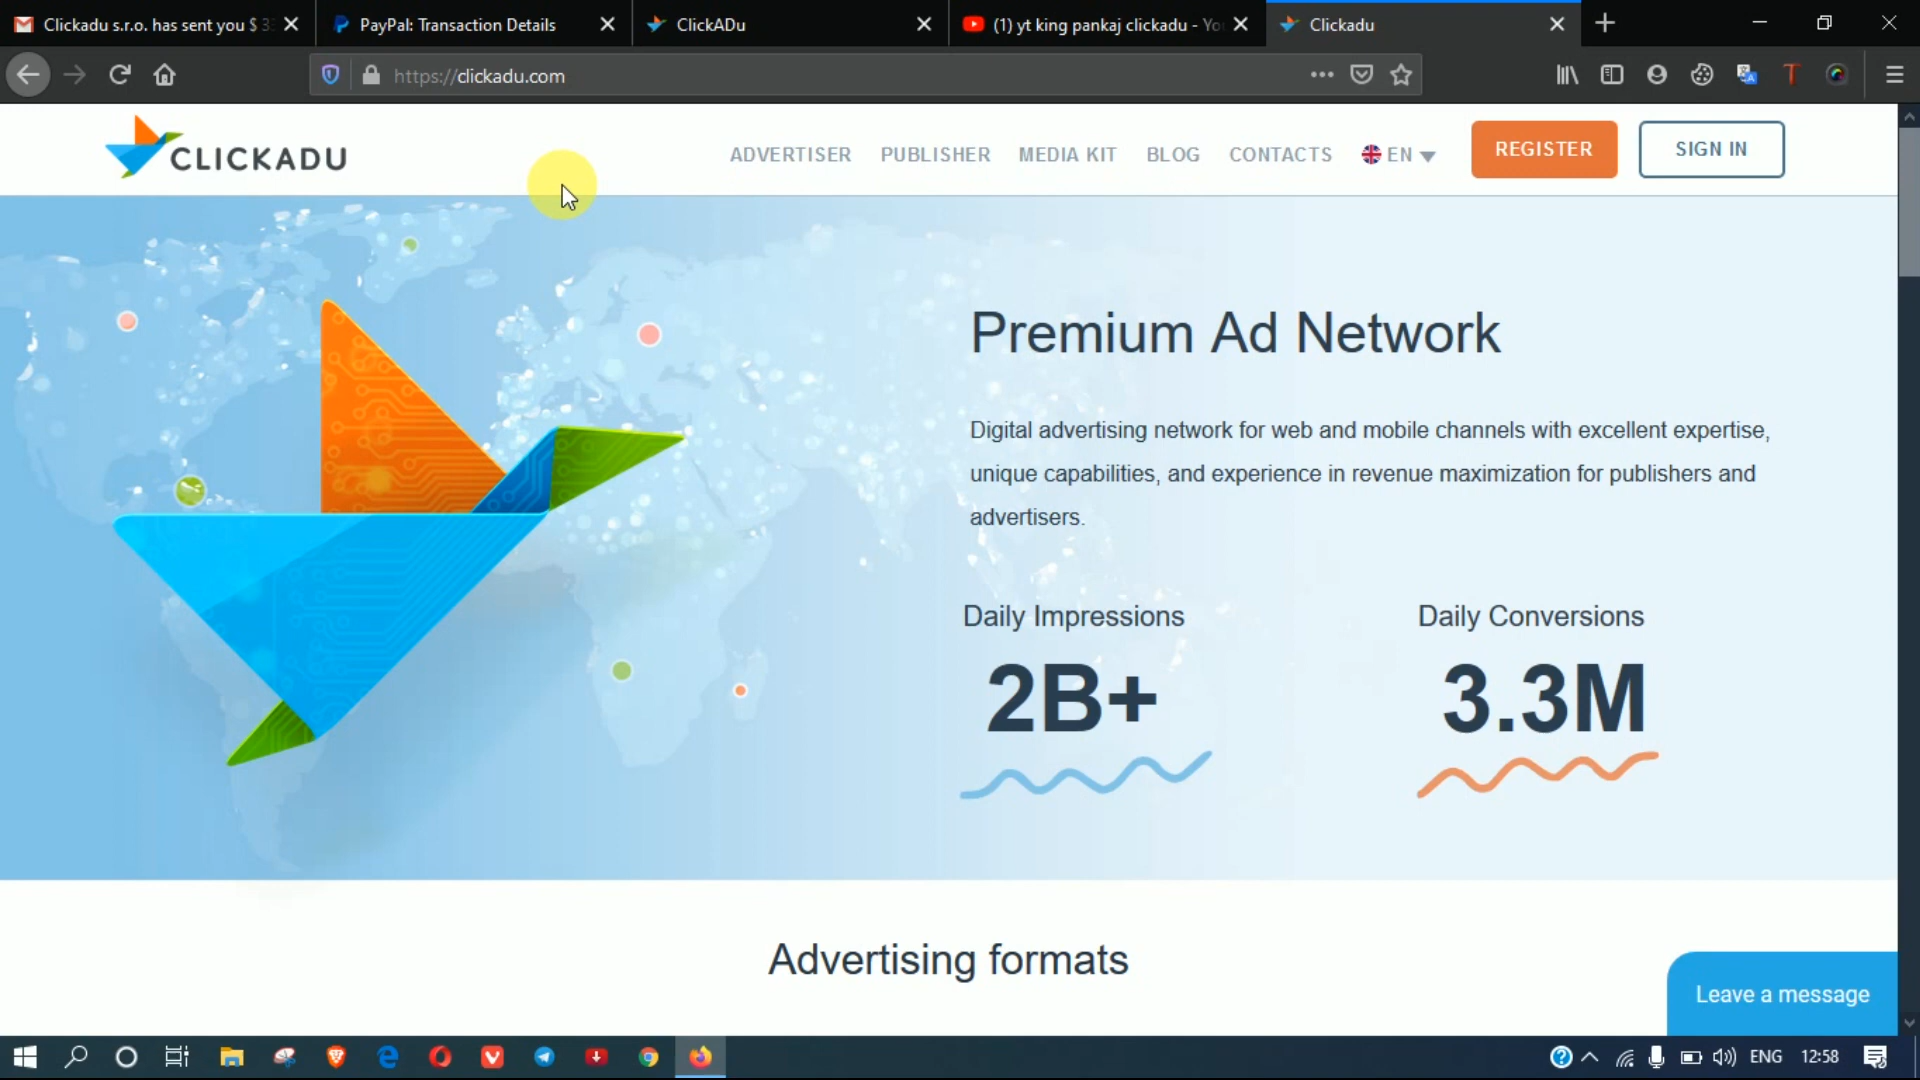 Clickadu s.r.o. has sent you $ 3
PayPal: Transaction Details
ClickADu
(1) yt king pankaj clickadu - Yo
Clickadu
https://clickadu.com
CLICKADU
ADVERTISER
PUBLISHER
MEDIA KIT
BLOG
CONTACTS
EN
REGISTER
SIGN IN
Premium Ad Network
Digital advertising network for web and mobile channels with excellent expertise,
unique capabilities, and experience in revenue maximization for publishers and
advertisers.
Daily Impressions
Daily Conversions
2B+
3.3M
Advertising formats
Leave a message
ENG
12:58